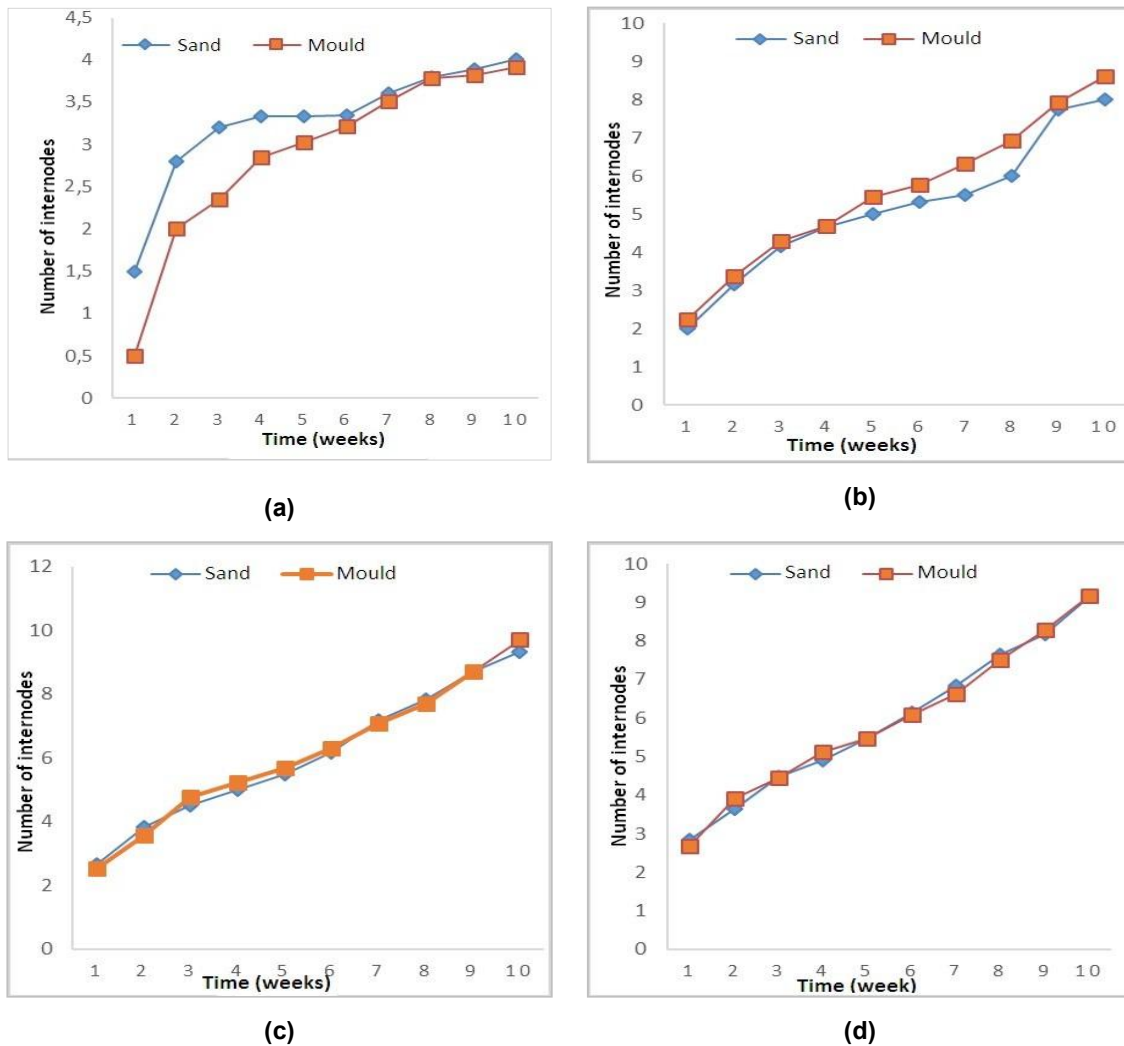 4,5
4
3,5
3
2,5
2
1,5
1
0,5
0
Number of internodes
Sand Mould
1 2 3 4 5 6 7 8 9 10
Time (weeks)
(a)
10
9
8
7
6
5
4
3
2
1
0
Number of internodes
Sand Mould
1 2 3 4 5 6 7 8 9 10
Time (weeks)
(b)
12
10
8
6
4
2
0
Number of internodes
Sand Mould
1 2 3 4 5 6 7 8 9 10
Time (weeks)
(c)
10
9
8
7
6
5
4
3
2
1
0
Number of internodes
Sand Mould
1 2 3 4 5 6 7 8 9 10
Time (week)
(d)